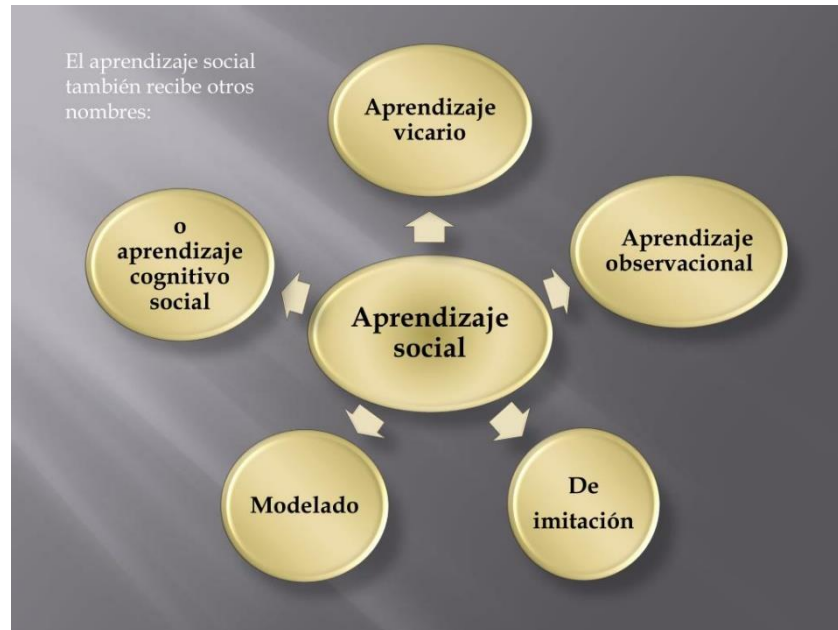 El aprendizaje social
también recibe otros
nombres:
Aprendizaje
vicario
Aprendizaje
observacional
De
imitación
Modelado
o
aprendizaje
cognitivo
social
Aprendizaje
social